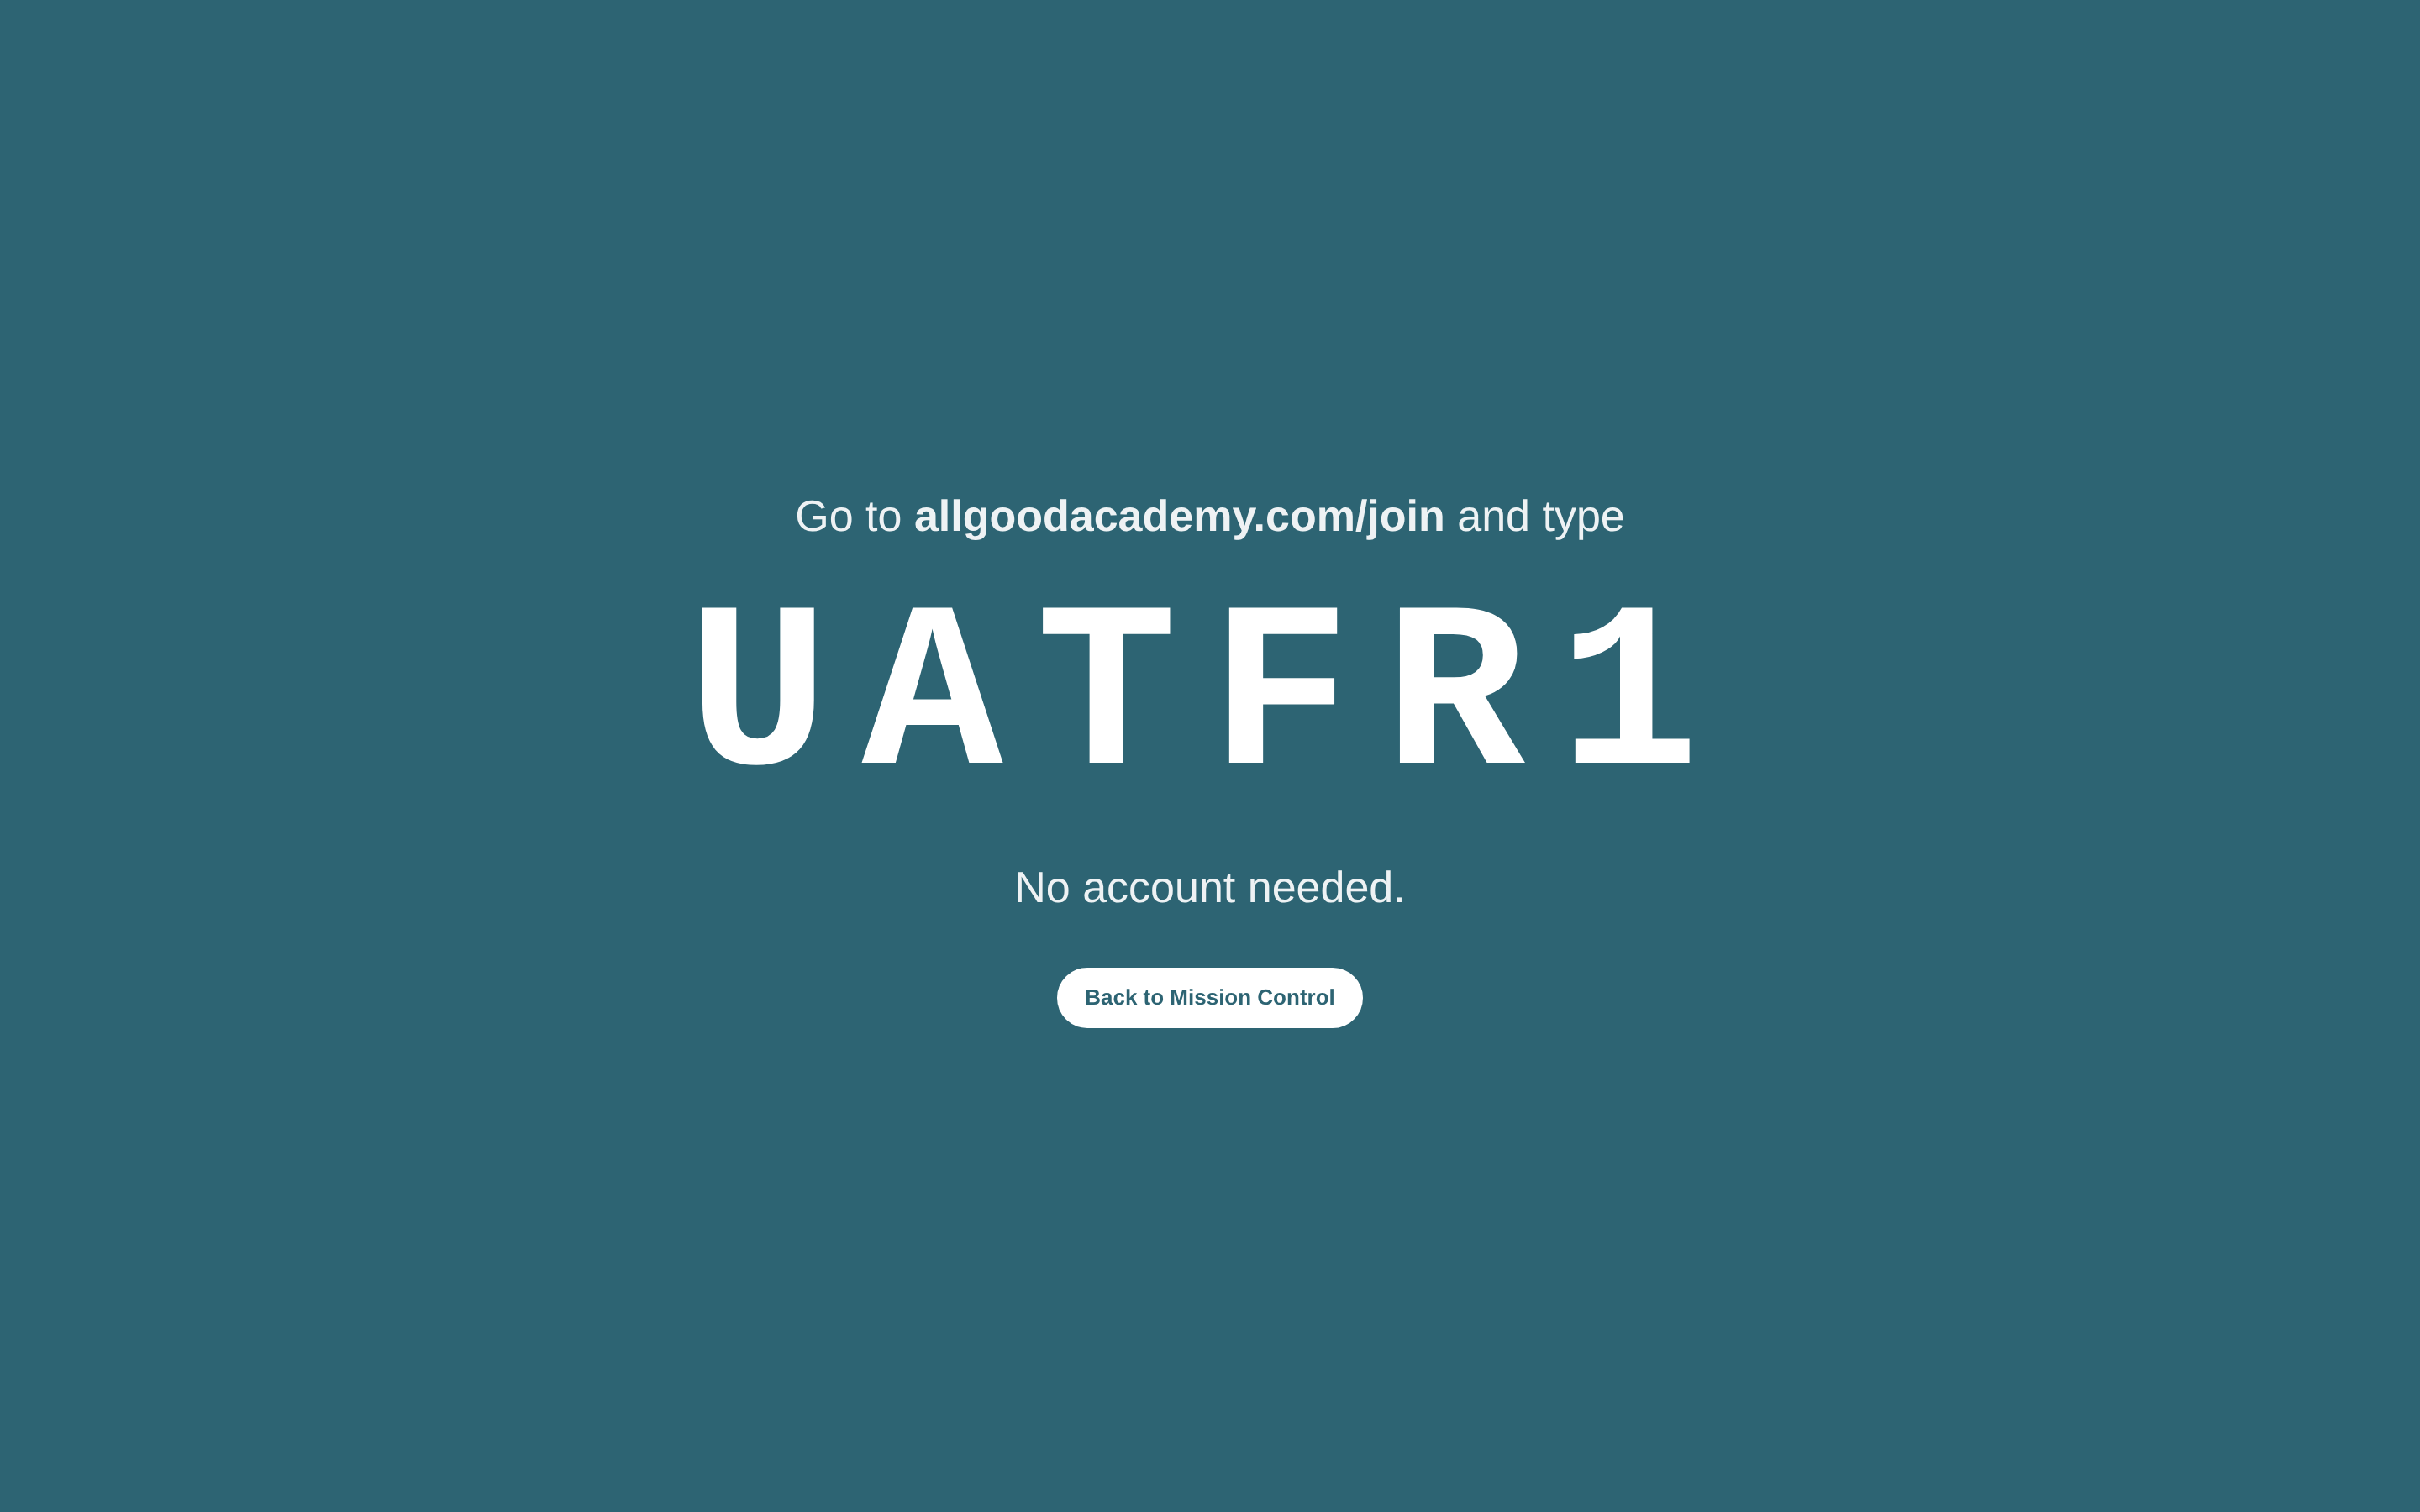 Go to allgoodacademy.com/join and type
UATFR1
No account needed.
Back to Mission Control